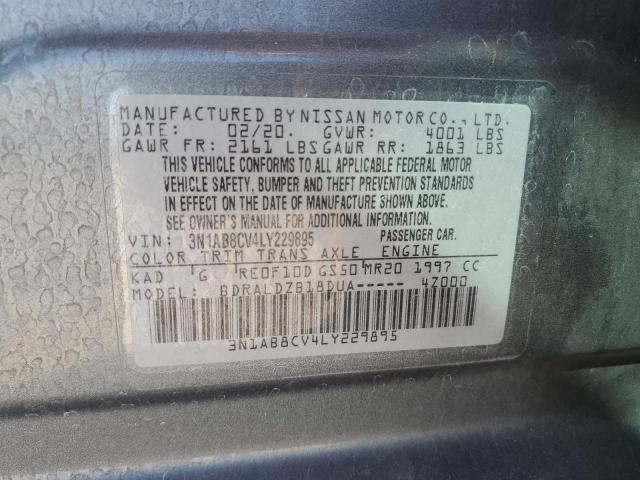 MANUFACTURED BY NISSAN MOTOR CO., LTD.
DATE: 02/20. GVWR: 4001 LBS
GAWR FR: 2161 LBS GAWR RR: 1863 LBS
THIS VEHICLE CONFORMS TO ALL APPLICABLE FEDERAL MOTOR
VEHICLE SAFETY, BUMPER AND THEFT PREVENTION STANDARDS
IN EFFECT ON THE DATE OF MANUFACTURE SHOWN ABOVE.
SEE OWNER'S MANUAL FOR ADDITIONAL INFORMATION.
VIN: 3N1AB8CV4LY229895 PASSENGER CAR.
COLOR TRIM TRANS AXLE ENGINE
KAD G RE0F10D GS50 MR20 1997 CC
MODEL: BDRALDZB18DUA----- 4Z000
3N1AB8CV4LY229895